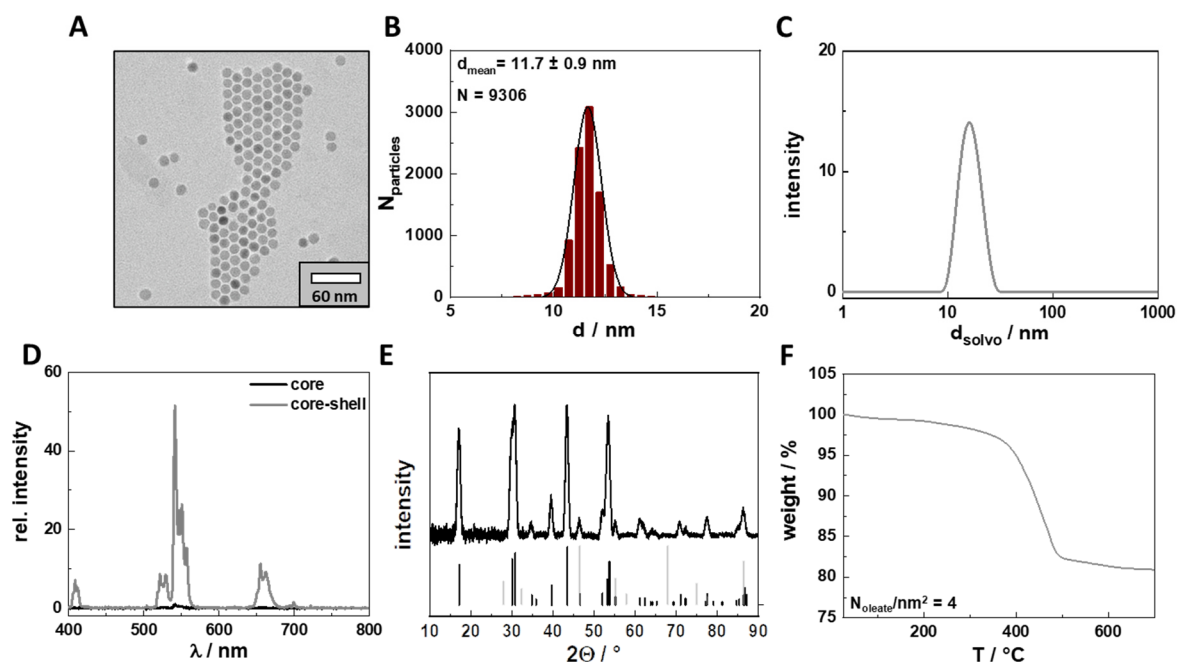 A
60 nm
B
4000
3000
2000
1000
0
N_particles
d_mean = 11.7 ± 0.9 nm
N = 9306
5
10
15
20
d / nm
C
20
10
0
intensity
1
10
100
1000
d_solvo / nm
D
60
40
20
0
rel. intensity
core
core-shell
400
500
600
700
800
λ / nm
E
intensity
10
20
30
40
50
60
70
80
90
2Θ / °
F
105
100
95
90
85
80
75
weight / %
N_oleate/nm² = 4
200
400
600
T / °C